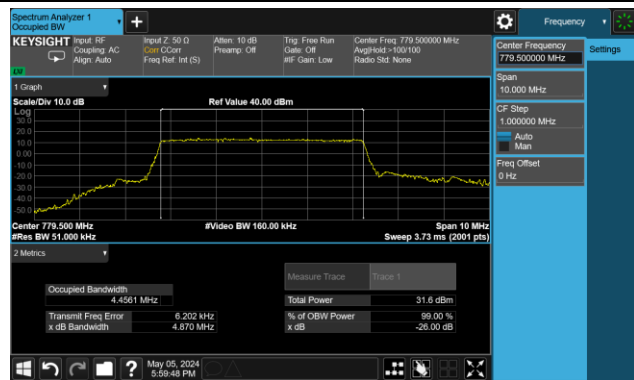 Spectrum Analyzer 1
Occupied BW
Frequency
KEYSIGHT
Input: RF
Coupling: AC
Align: Auto
Input Z: 50 Ω
Corr CCorr
Freq Ref: Int (S)
Atten: 10 dB
Preamp: Off
Trig: Free Run
Gate: Off
#IF Gain: Low
Center Freq: 779.500000 MHz
Avg|Hold:>100/100
Radio Std: None
Center Frequency
779.500000 MHz
Settings
Span
10.000 MHz
CF Step
1.000000 MHz
Auto
Man
Freq Offset
0 Hz
1 Graph
Scale/Div 10.0 dB
Ref Value 40.00 dBm
Log
30.0
20.0
10.0
0.00
-10.0
-20.0
-30.0
-40.0
-50.0
Center 779.500 MHz
#Video BW 160.00 kHz
Span 10 MHz
#Res BW 51.000 kHz
Sweep 3.73 ms (2001 pts)
2 Metrics
Measure Trace
Trace 1
Occupied Bandwidth
4.4561 MHz
Total Power
31.6 dBm
Transmit Freq Error
6.202 kHz
% of OBW Power
99.00 %
x dB Bandwidth
4.870 MHz
x dB
-26.00 dB
?
May 05, 2024
5:59:48 PM